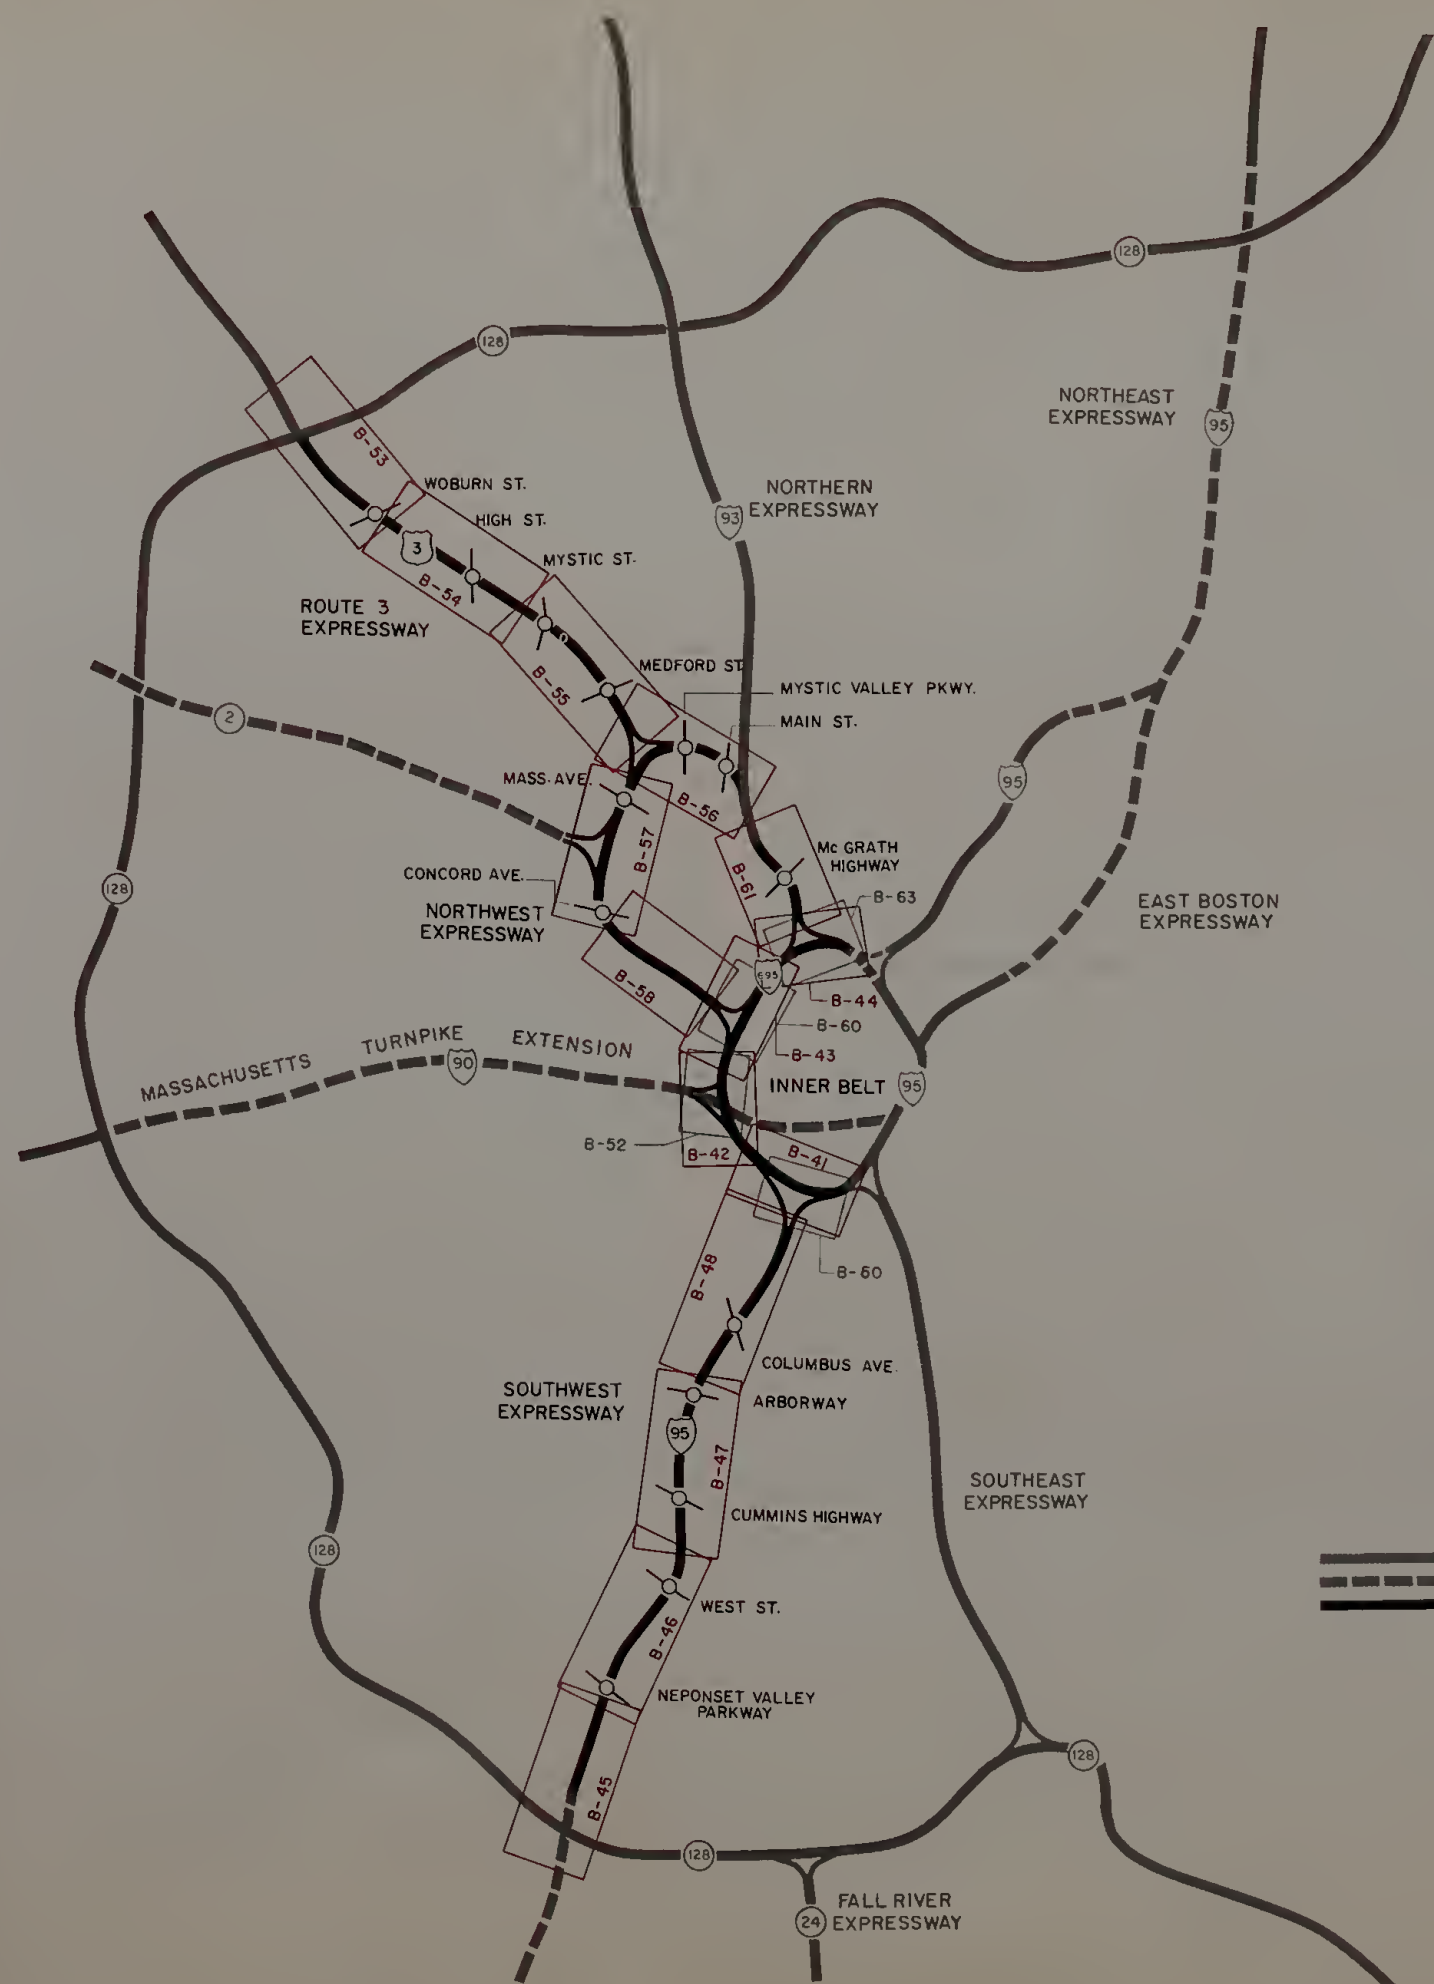 128
128
NORTHEAST
EXPRESSWAY
95
B-53
WOBURN ST.
NORTHERN
EXPRESSWAY
93
HIGH ST.
3
MYSTIC ST.
B-54
ROUTE 3
EXPRESSWAY
MEDFORD ST.
B-55
MYSTIC VALLEY PKWY.
2
MAIN ST.
MASS. AVE.
95
B-56
B-57
Mc GRATH
HIGHWAY
CONCORD AVE.
B-61
128
B-63
NORTHWEST
EXPRESSWAY
EAST BOSTON
EXPRESSWAY
695
B-58
B-44
B-60
B-43
MASSACHUSETTS TURNPIKE EXTENSION
90
INNER BELT
95
B-52
B-42
B-41
B-48
B-60
COLUMBUS AVE.
SOUTHWEST
EXPRESSWAY
ARBORWAY
95
B-47
SOUTHEAST
EXPRESSWAY
CUMMINS HIGHWAY
128
WEST ST.
B-46
NEPONSET VALLEY
PARKWAY
128
B-45
128
FALL RIVER
EXPRESSWAY
24